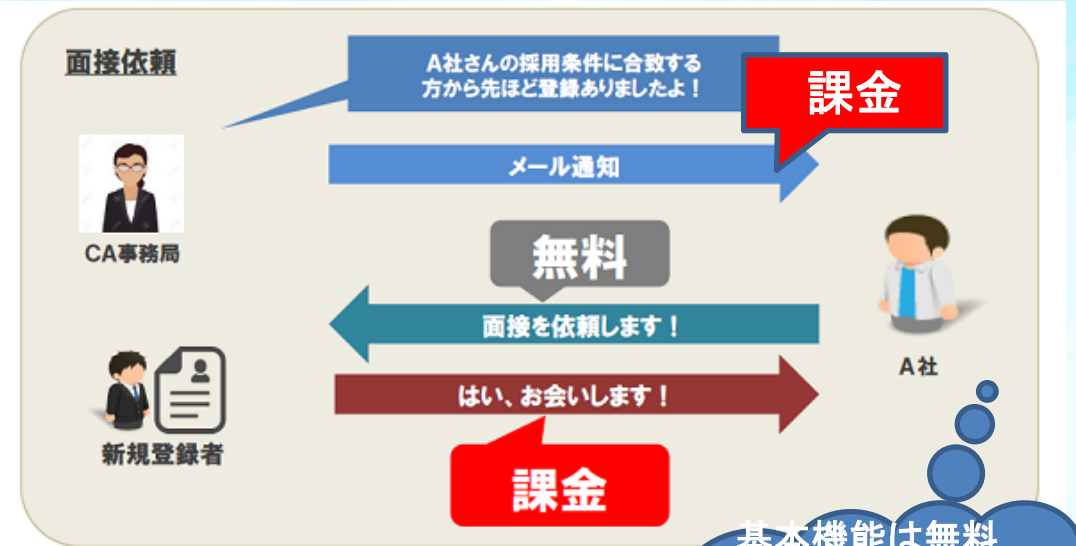 面接依頼
A社さんの採用条件に合致する
方から先ほど登録ありましたよ！
課金
メール通知
CA事務局
無料
面接を依頼します！
A社
はい、お会いします！
新規登録者
課金
基本機能は無料